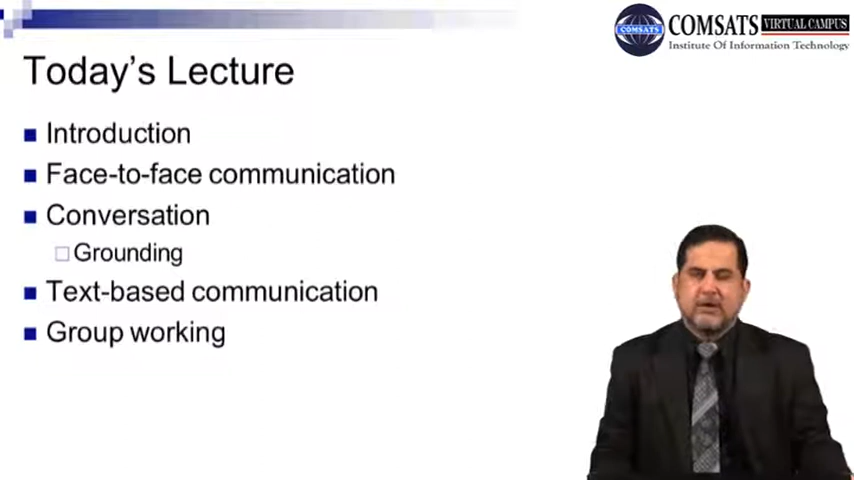 COMSATS VIRTUAL CAMPUS
COMSATS
Institute Of Information Technology
Today's Lecture
Introduction
Face-to-face communication
Conversation
Grounding
Text-based communication
Group working